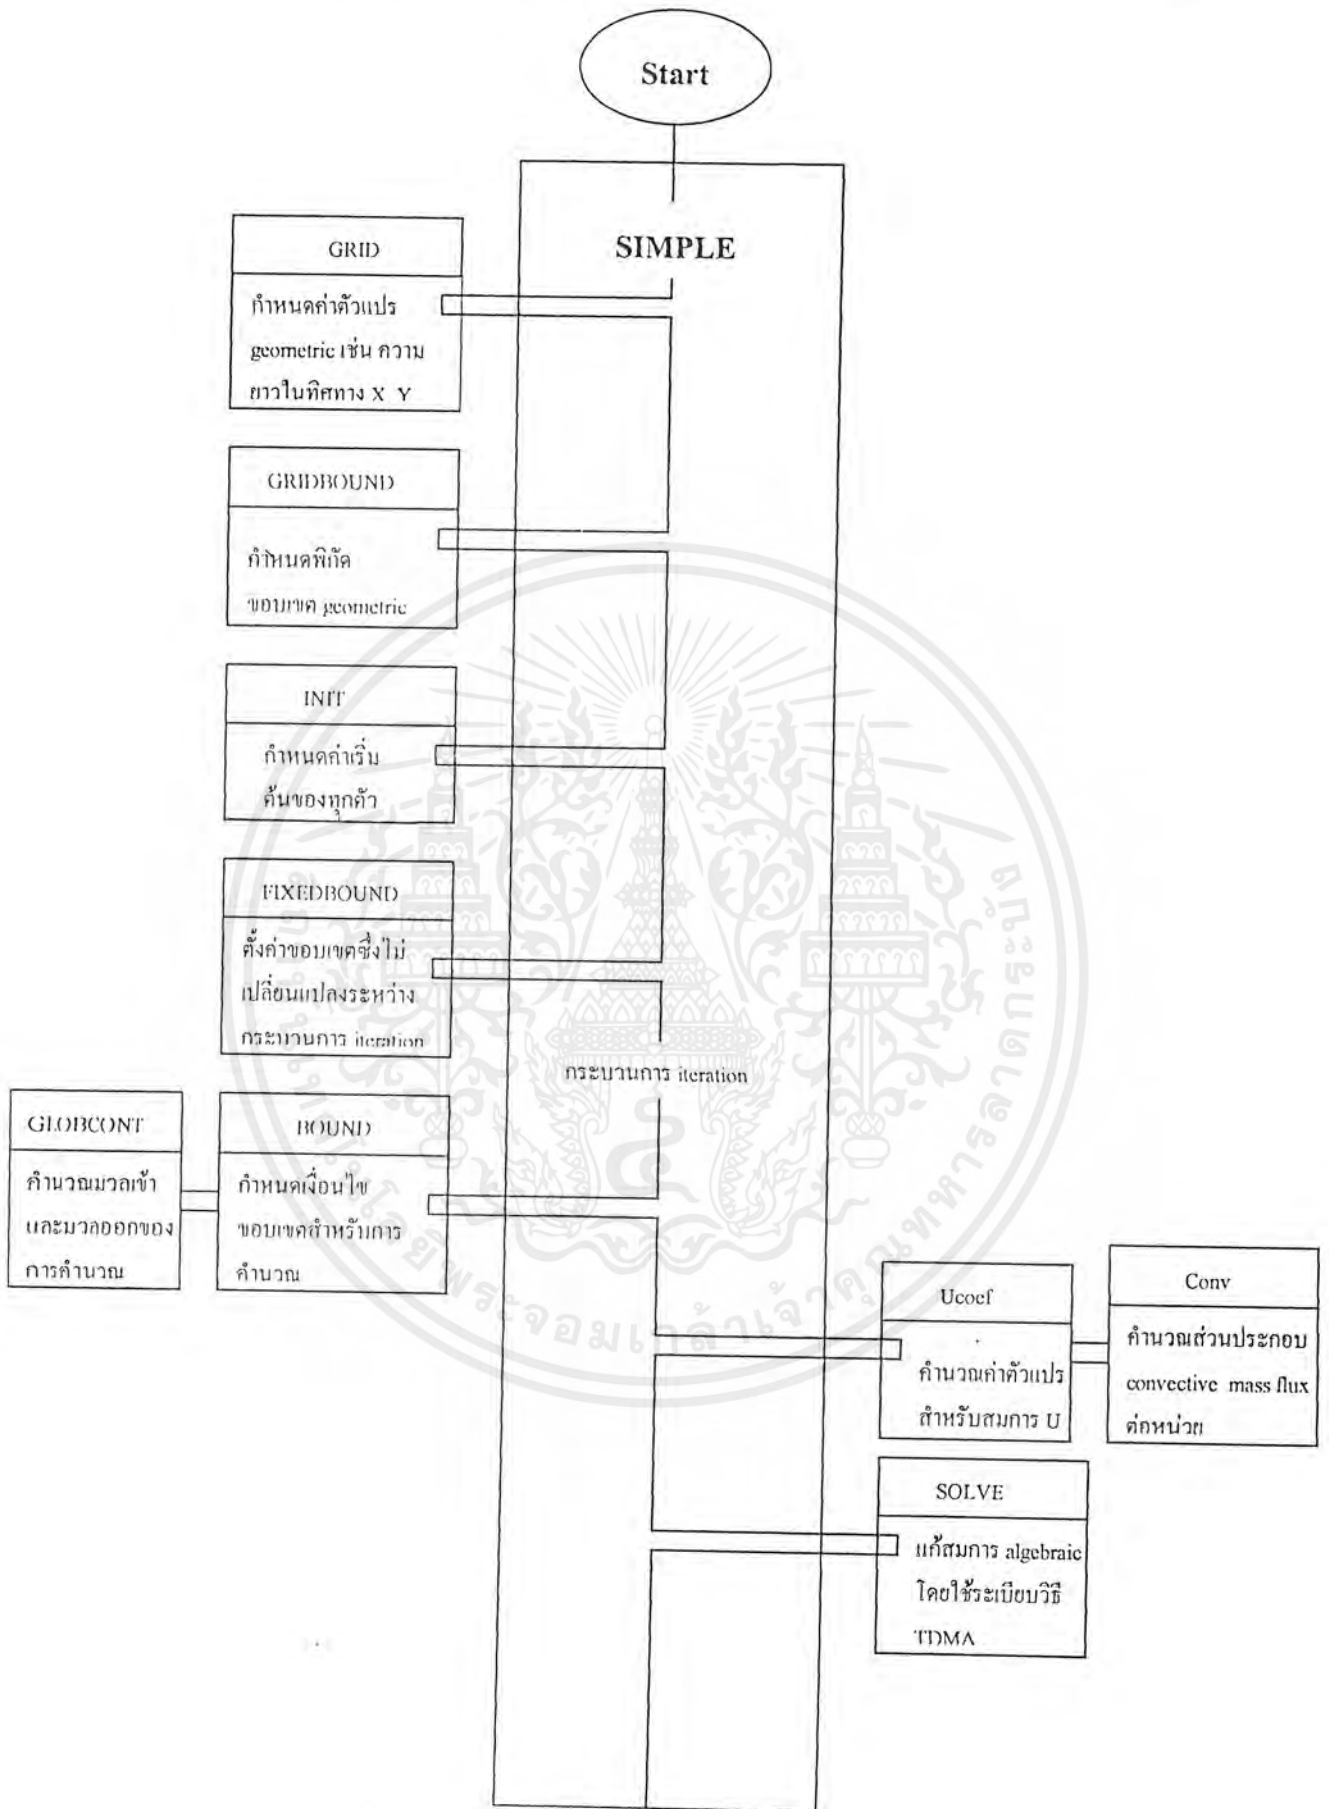 Start
SIMPLE
GRID
กำหนดค่าตัวแปร
geometric เช่น ความ
ยาวในทิศทาง X Y
GRIDBOUND
กำหนดพิกัด
ขอบเขต geometric
INIT
กำหนดค่าเริ่ม
ต้นของทุกตัว
FIXEDBOUND
ตั้งค่าขอบเขตซึ่งไม่
เปลี่ยนแปลงระหว่าง
กระบวนการ iteration
กระบวนการ iteration
GLOBCONT
คำนวณมวลเข้า
และมวลออกของ
การคำนวณ
BOUND
กำหนดเงื่อนไข
ขอบเขตสำหรับการ
คำนวณ
Ucoef
คำนวณค่าตัวแปร
สำหรับสมการ U
Conv
คำนวณส่วนประกอบ
convective mass flux
ต่อหน่วย
SOLVE
แก้สมการ algebraic
โดยใช้ระเบียบวิธี
TDMA